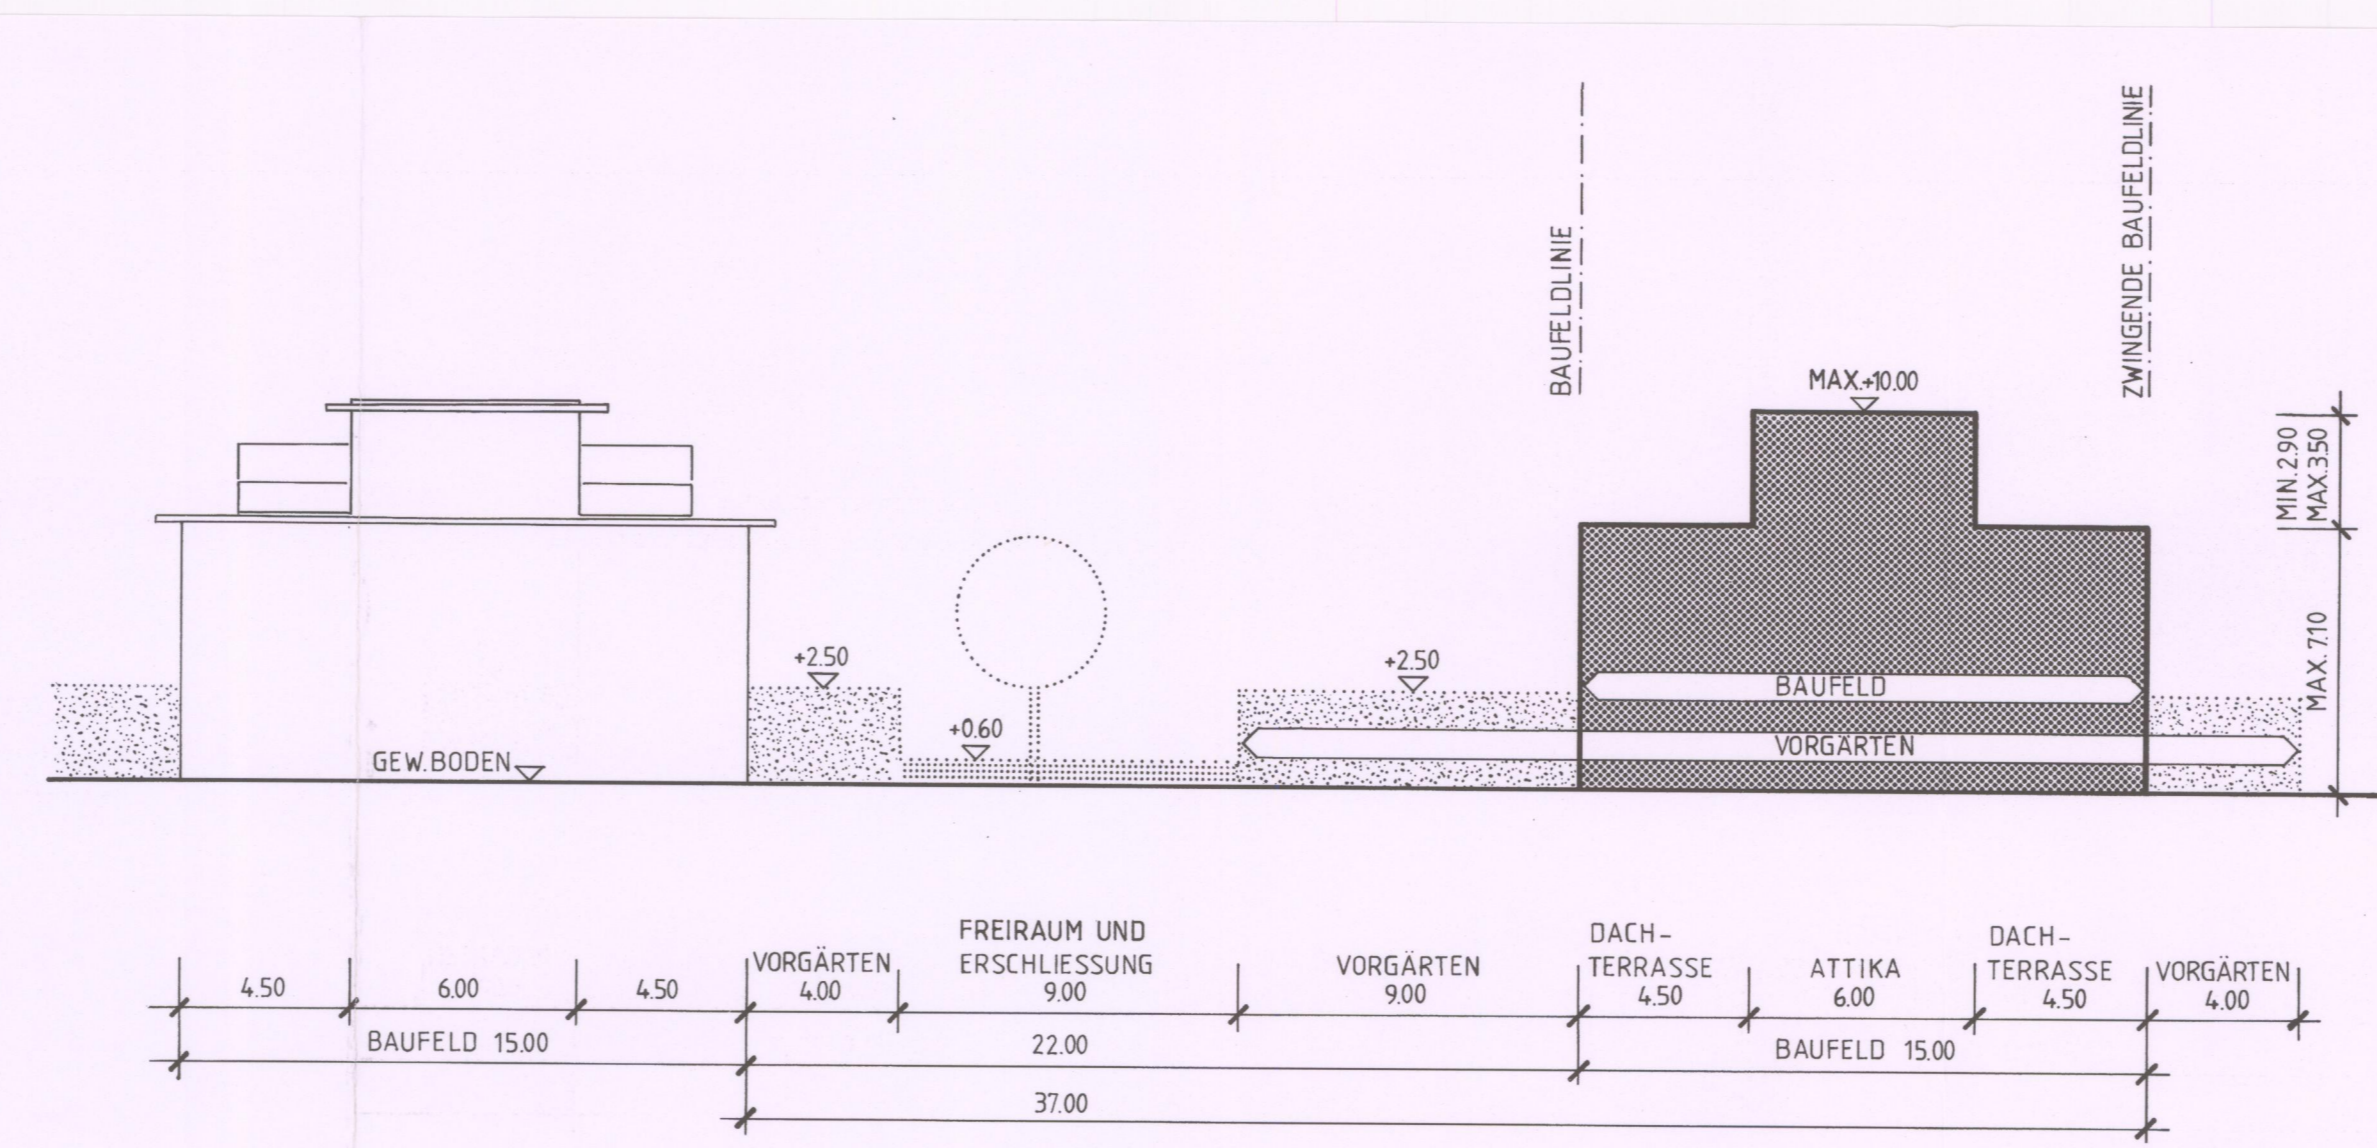 ZWINGENDE BAUFELDLINIE
BAUFELDLINIE
MAX.+10.00
MIN.2.90
MAX.3.50
MAX.7.10
+2.50
+2.50
BAUFELD
+0.60
VORGÄRTEN
GEW.BODEN
FREIRAUM UND
ERSCHLIESSUNG
9.00
DACH-
TERRASSE
4.50
DACH-
TERRASSE
4.50
4.50
6.00
4.50
VORGÄRTEN
4.00
VORGÄRTEN
9.00
ATTIKA
6.00
VORGÄRTEN
4.00
BAUFELD 15.00
22.00
BAUFELD 15.00
37.00